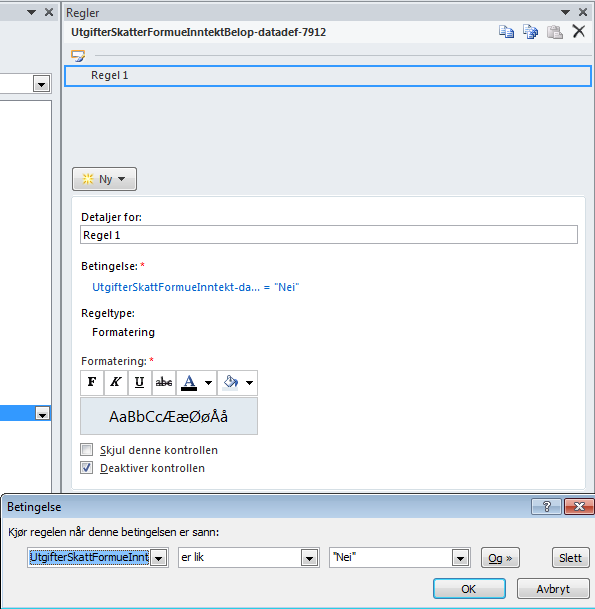 Regler
UtgifterSkatterFormueInntektBelop-datadef-7912
Regel 1
Ny
Detaljer for:
Regel 1
Betingelse: *
UtgifterSkattFormueInntekt-da... = "Nei"
Regeltype:
Formatering
Formatering: *
F K U abc A
AaBbCcÆæØøÅå
Skjul denne kontrollen
Deaktiver kontrollen
Betingelse
Kjør regelen når denne betingelsen er sann:
UtgifterSkattFormueInnt er lik "Nei" Og » Slett
OK Avbryt